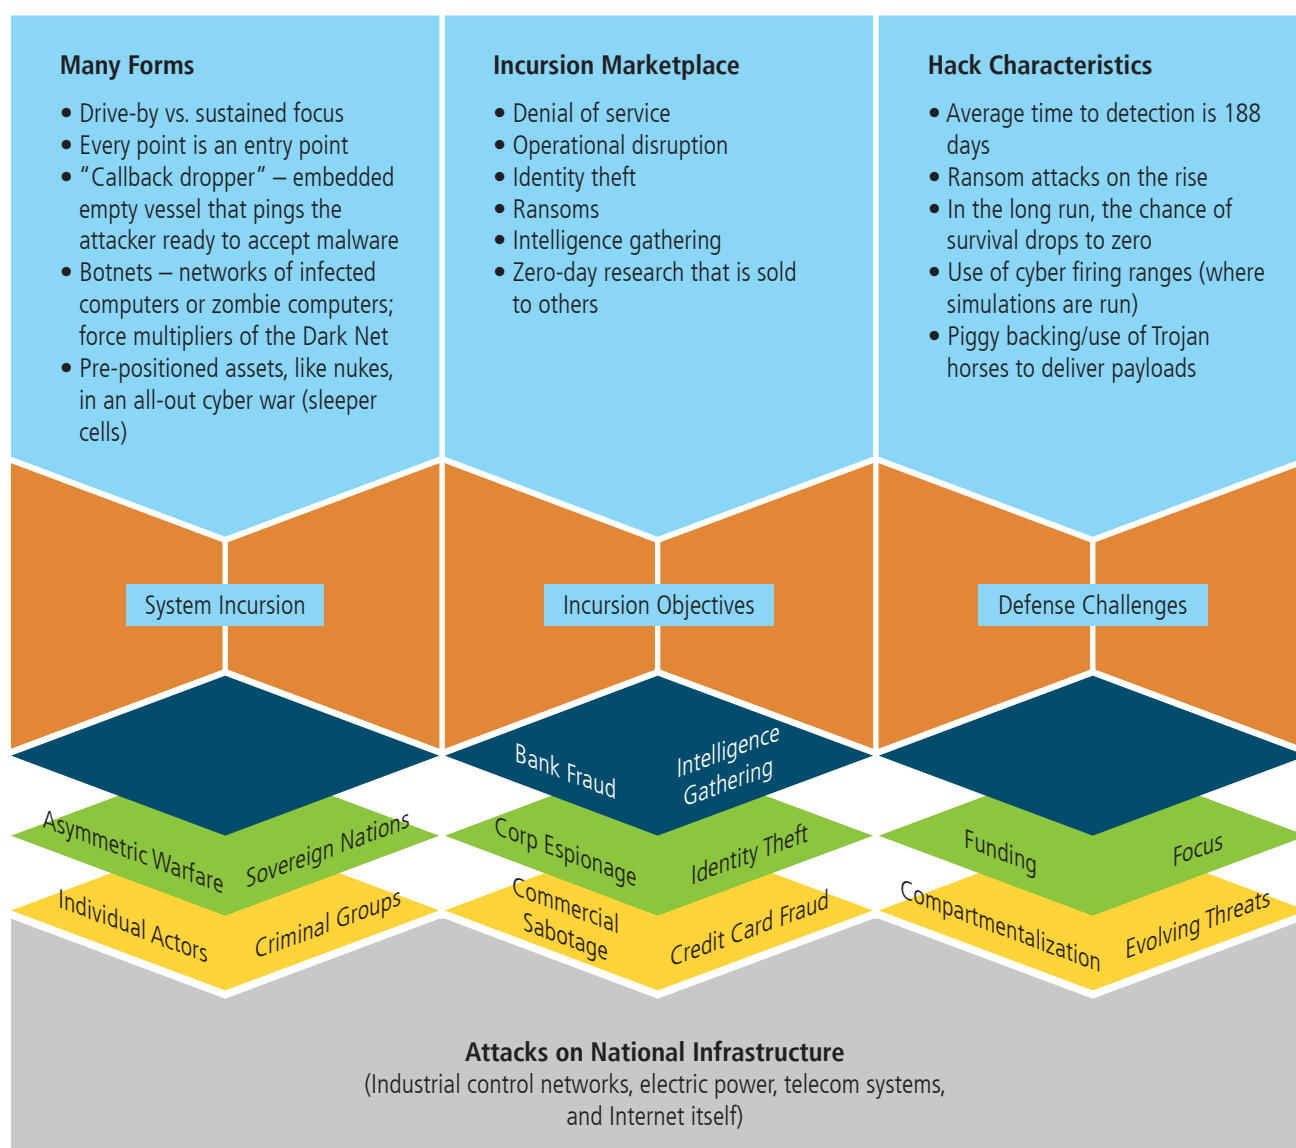 Many Forms
• Drive-by vs. sustained focus
• Every point is an entry point
• “Callback dropper” – embedded
empty vessel that pings the
attacker ready to accept malware
• Botnets – networks of infected
computers or zombie computers;
force multipliers of the Dark Net
• Pre-positioned assets, like nukes,
in an all-out cyber war (sleeper
cells)
Incursion Marketplace
• Denial of service
• Operational disruption
• Identity theft
• Ransoms
• Intelligence gathering
• Zero-day research that is sold
to others
Hack Characteristics
• Average time to detection is 188
days
• Ransom attacks on the rise
• In the long run, the chance of
survival drops to zero
• Use of cyber firing ranges (where
simulations are run)
• Piggy backing/use of Trojan
horses to deliver payloads
System Incursion
Incursion Objectives
Defense Challenges
Asymmetric Warfare
Sovereign Nations
Individual Actors
Criminal Groups
Bank Fraud
Intelligence
Gathering
Corp Espionage
Identity Theft
Commercial
Sabotage
Credit Card Fraud
Funding
Focus
Compartmentalization
Evolving Threats
Attacks on National Infrastructure
(Industrial control networks, electric power, telecom systems,
and Internet itself)